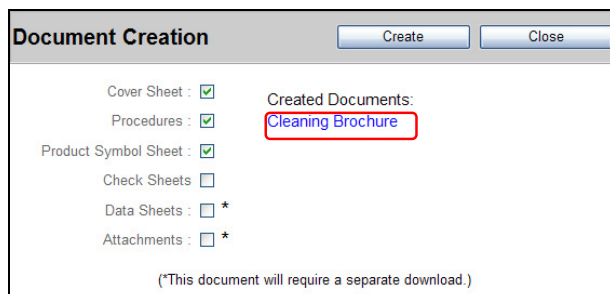 Document Creation
Create
Close
Cover Sheet :
Procedures :
Product Symbol Sheet :
Check Sheets
Data Sheets : *
Attachments : *
Created Documents:
Cleaning Brochure
(*This document will require a separate download.)